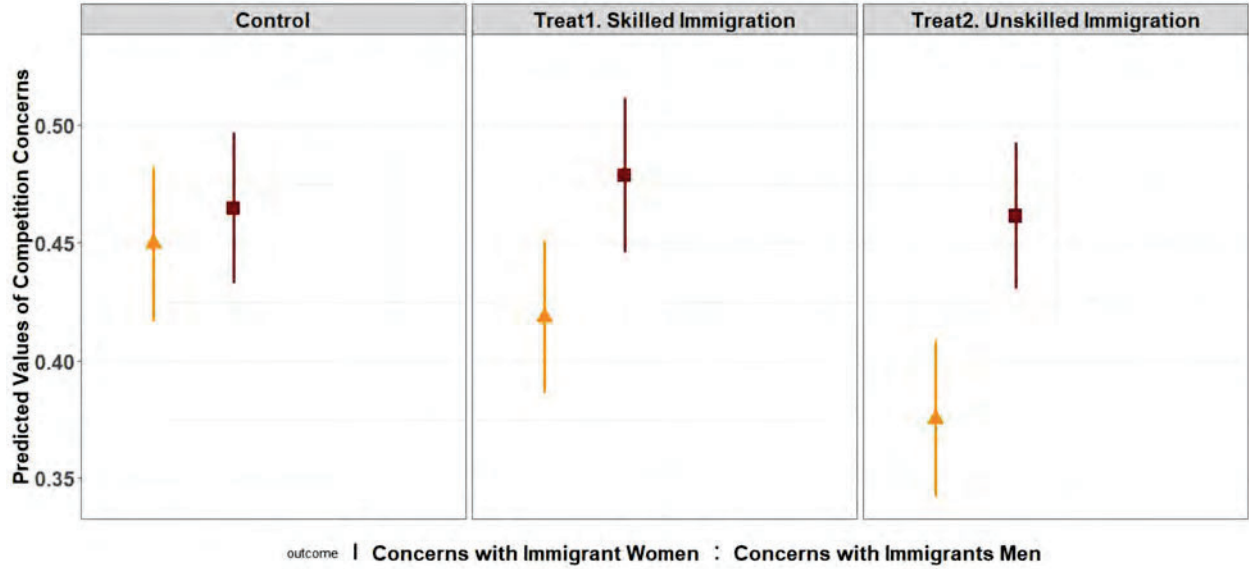 Control
Treat1. Skilled Immigration
Treat2. Unskilled Immigration
Predicted Values of Competition Concerns
0.50
0.45
0.40
0.35
outcome Concerns with Immigrant Women Concerns with Immigrants Men